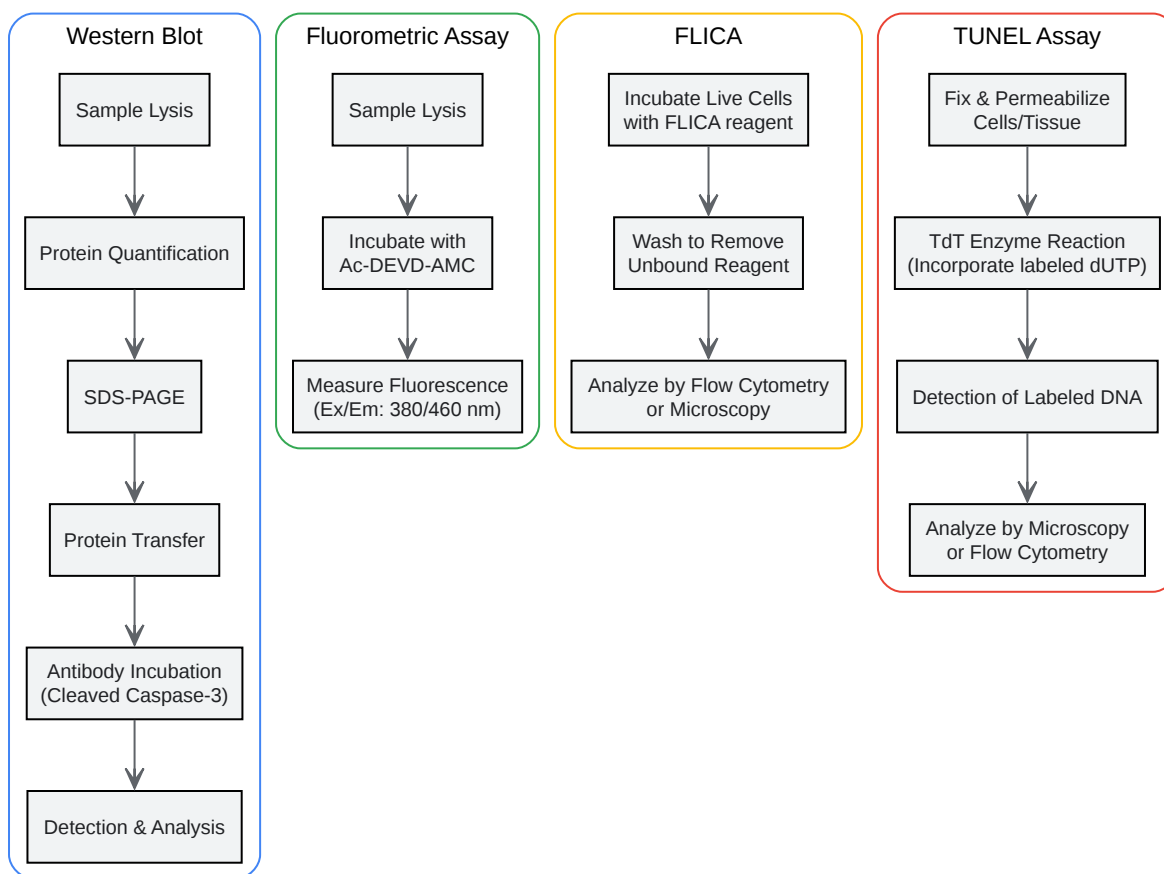 Western Blot
Sample Lysis
Protein Quantification
SDS-PAGE
Protein Transfer
Antibody Incubation
(Cleaved Caspase-3)
Detection & Analysis
Fluorometric Assay
Sample Lysis
Incubate with
Ac-DEVD-AMC
Measure Fluorescence
(Ex/Em: 380/460 nm)
FLICA
Incubate Live Cells
with FLICA reagent
Wash to Remove
Unbound Reagent
Analyze by Flow Cytometry
or Microscopy
TUNEL Assay
Fix & Permeabilize
Cells/Tissue
TdT Enzyme Reaction
(Incorporate labeled dUTP)
Detection of Labeled DNA
Analyze by Microscopy
or Flow Cytometry